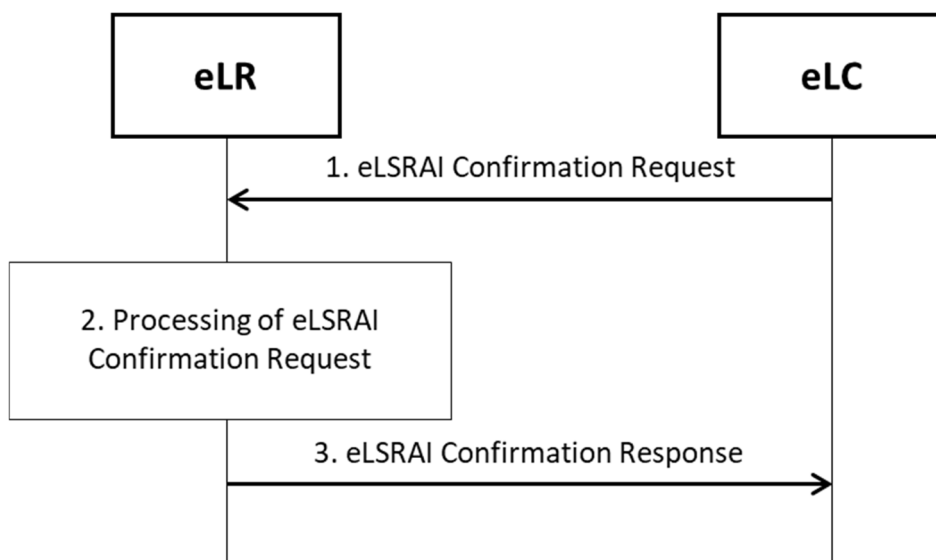 eLR
eLC
1. eLSRAI Confirmation Request
2. Processing of eLSRAI
Confirmation Request
3. eLSRAI Confirmation Response